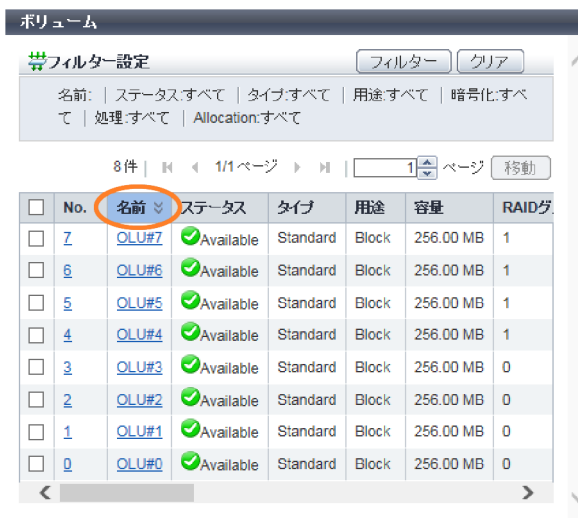 ボリューム
フィルター設定 フィルター クリア
名前: | ステータス:すべて | タイプ:すべて | 用途:すべて | 暗号化:すべ
て | 処理:すべて | Allocation:すべて
8件 | 1/1ページ | 1 ページ 移動
No. 名前 ステータス タイプ 用途 容量 RAIDグ
7 OLU#7 Available Standard Block 256.00 MB 1
6 OLU#6 Available Standard Block 256.00 MB 1
5 OLU#5 Available Standard Block 256.00 MB 1
4 OLU#4 Available Standard Block 256.00 MB 1
3 OLU#3 Available Standard Block 256.00 MB 0
2 OLU#2 Available Standard Block 256.00 MB 0
1 OLU#1 Available Standard Block 256.00 MB 0
0 OLU#0 Available Standard Block 256.00 MB 0